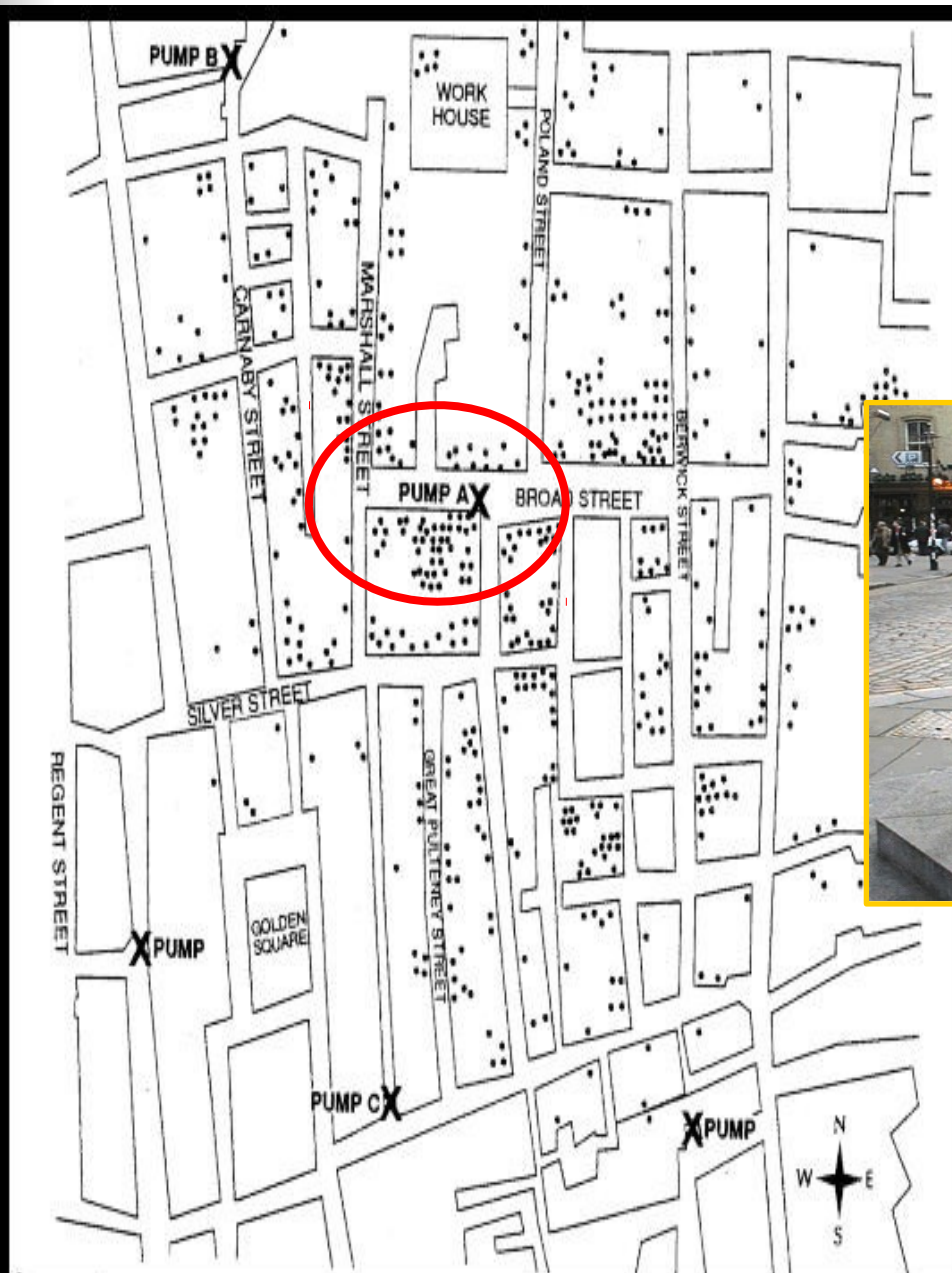 PUMP B
WORK
HOUSE
POLAND STREET
MARSHALL STREET
CARNABY STREET
BERWICK STREET
PUMP A
BROAD STREET
SILVER STREET
REGENT STREET
GREAT PULTENEY STREET
GOLDEN
SQUARE
PUMP
PUMP C
PUMP
N
W E
S